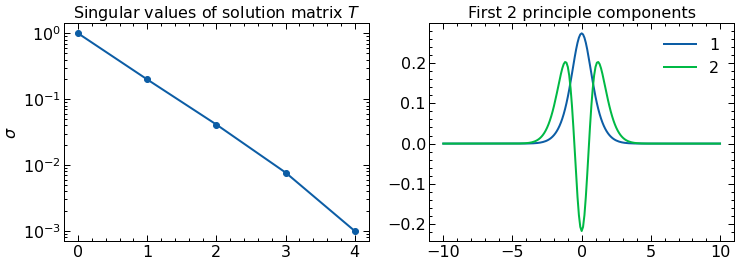 Singular values of solution matrix T
10⁰
10⁻¹
10⁻²
10⁻³
σ
0 1 2 3 4
First 2 principle components
1
2
0.2
0.1
0.0
−0.1
−0.2
−10 −5 0 5 10